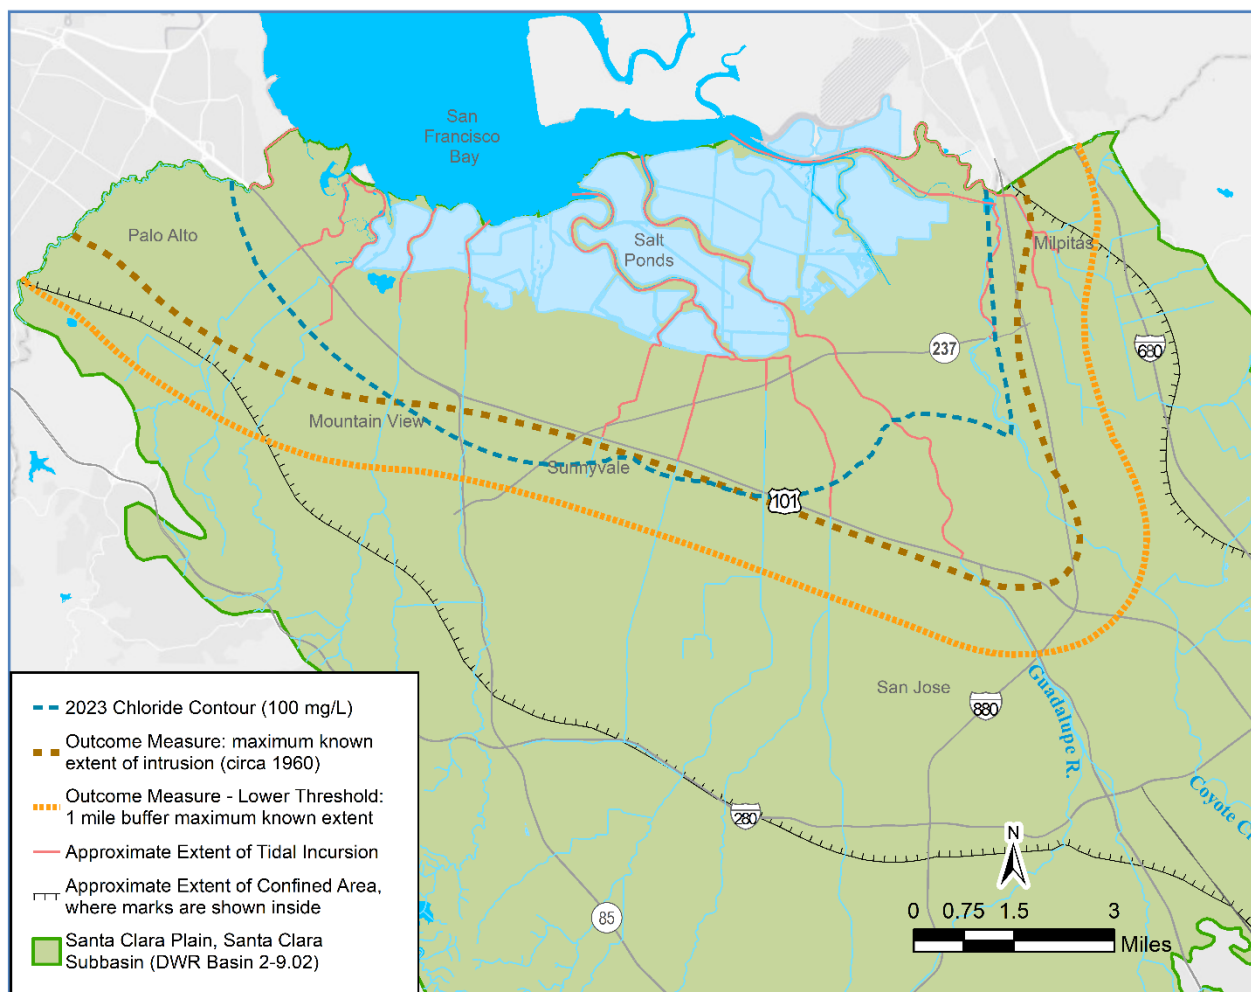 San
Francisco
Bay
Palo Alto
Salt
Ponds
Milpitas
237
680
Mountain View
Sunnyvale
101
San Jose
880
Guadalupe R.
Coyote C
280
85
N
0 0.75 1.5 3
Miles
2023 Chloride Contour (100 mg/L)
Outcome Measure: maximum known
extent of intrusion (circa 1960)
Outcome Measure - Lower Threshold:
1 mile buffer maximum known extent
Approximate Extent of Tidal Incursion
Approximate Extent of Confined Area,
where marks are shown inside
Santa Clara Plain, Santa Clara
Subbasin (DWR Basin 2-9.02)